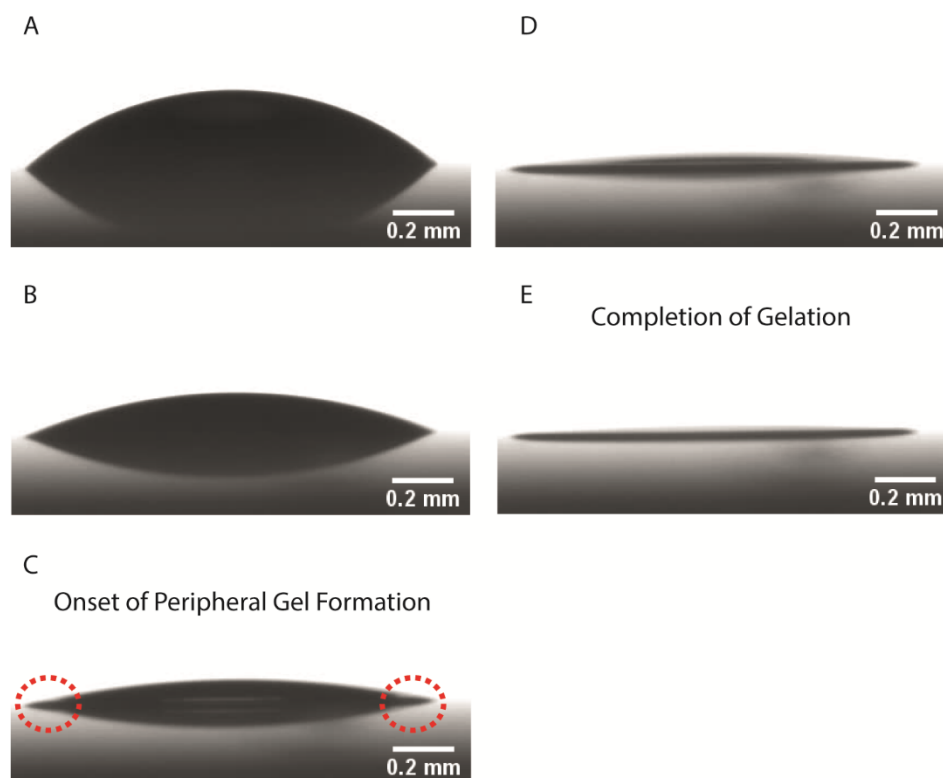 A
0.2 mm
B
0.2 mm
C
Onset of Peripheral Gel Formation
0.2 mm
D
0.2 mm
E
Completion of Gelation
0.2 mm